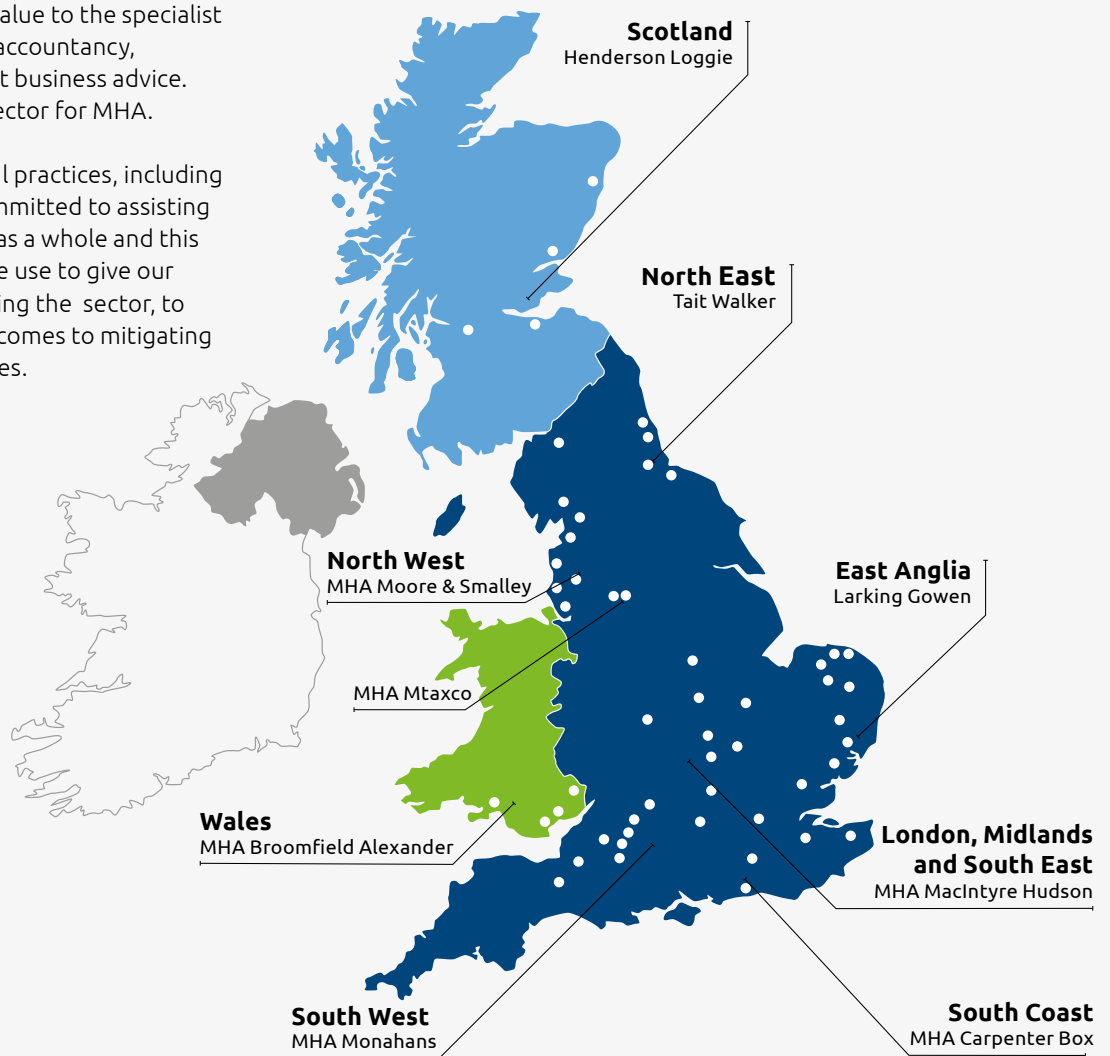 alue to the specialist
accountancy,
t business advice.
ector for MHA.
l practices, including
mmitted to assisting
as a whole and this
e use to give our
ing the sector, to
comes to mitigating
es.
Scotland
Henderson Loggie
North East
Tait Walker
North West
MHA Moore & Smalley
East Anglia
Larking Gowen
MHA Mtaxco
Wales
MHA Broomfield Alexander
London, Midlands
and South East
MHA MacIntyre Hudson
South West
MHA Monahans
South Coast
MHA Carpenter Box